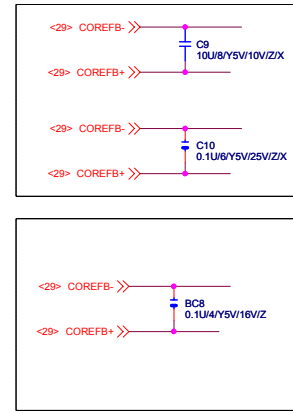 <29> COREFB-
C9
10U/8/Y5V/10V/Z/X
<29> COREFB+
<29> COREFB-
C10
0.1U/6/Y5V/25V/Z/X
<29> COREFB+
<29> COREFB-
BC8
0.1U/4/Y5V/16V/Z
<29> COREFB+